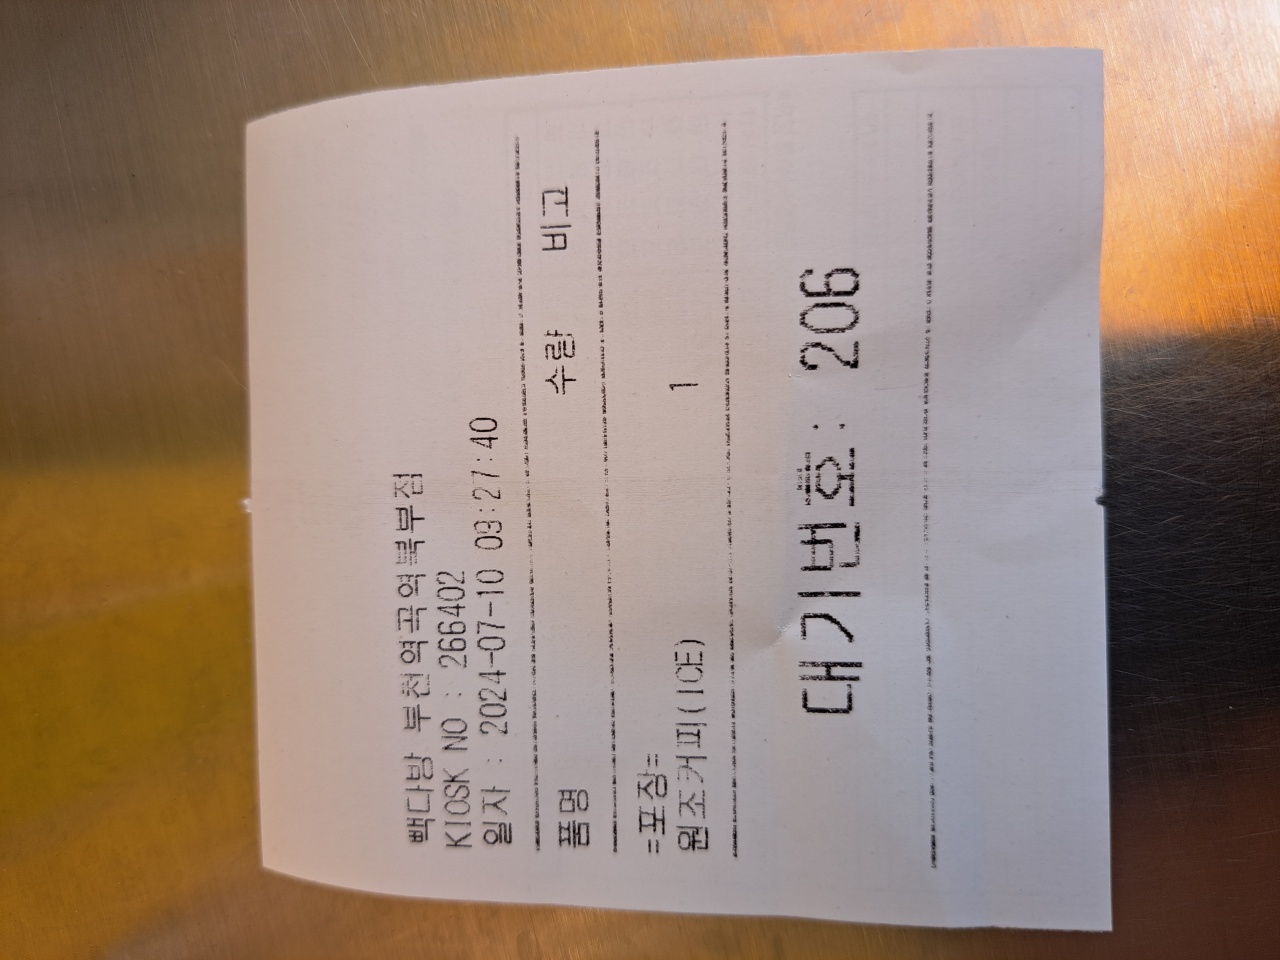 빽다방 부천역곡역북부점
KIOSK NO : 266402
일자 : 2024-07-10 09:27:40
품명 수량 비고
=포장=
원조커피(ICE) 1
대기번호 : 206